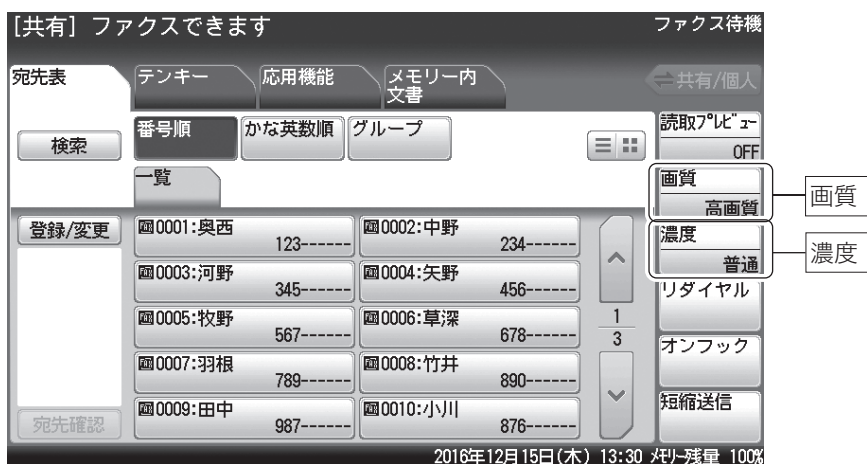 [共有] ファクスできます
ファクス待機
宛先表
テンキー
応用機能
メモリー内
文書
共有/個人
検索
番号順
かな英数順
グループ
読取プレビュー
OFF
一覧
画質
高画質
画質
登録/変更
0001:奥西
123------
0002:中野
234------
濃度
普通
濃度
0003:河野
345------
0004:矢野
456------
リダイヤル
0005:牧野
567------
0006:草深
678------
1
3
オンフック
0007:羽根
789------
0008:竹井
890------
短縮送信
宛先確認
0009:田中
987------
0010:小川
876------
2016年12月15日(木) 13:30 メモリー残量 100%